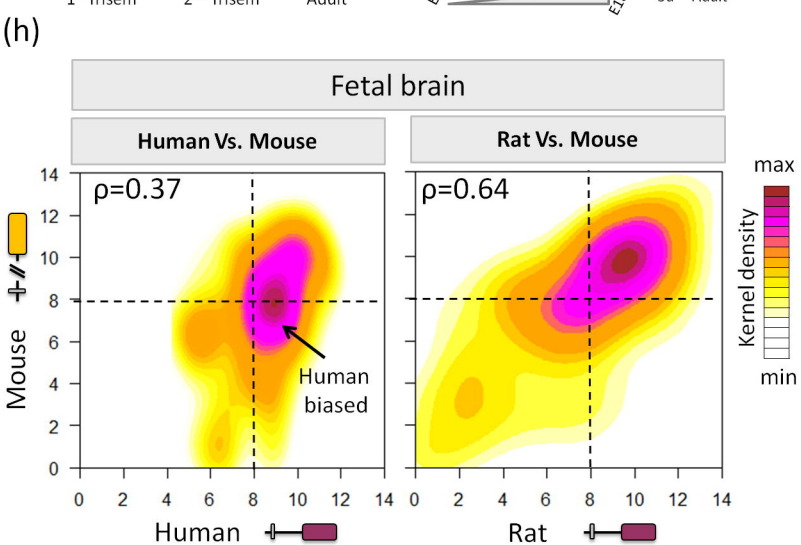 (h)
Fetal brain
Human Vs. Mouse
Rat Vs. Mouse
ρ=0.37
ρ=0.64
14
12
10
8
6
4
2
0
Mouse
Human
biased
0 2 4 6 8 10 12 14
0 2 4 6 8 10 12 14
Human
Rat
max
Kernel density
min